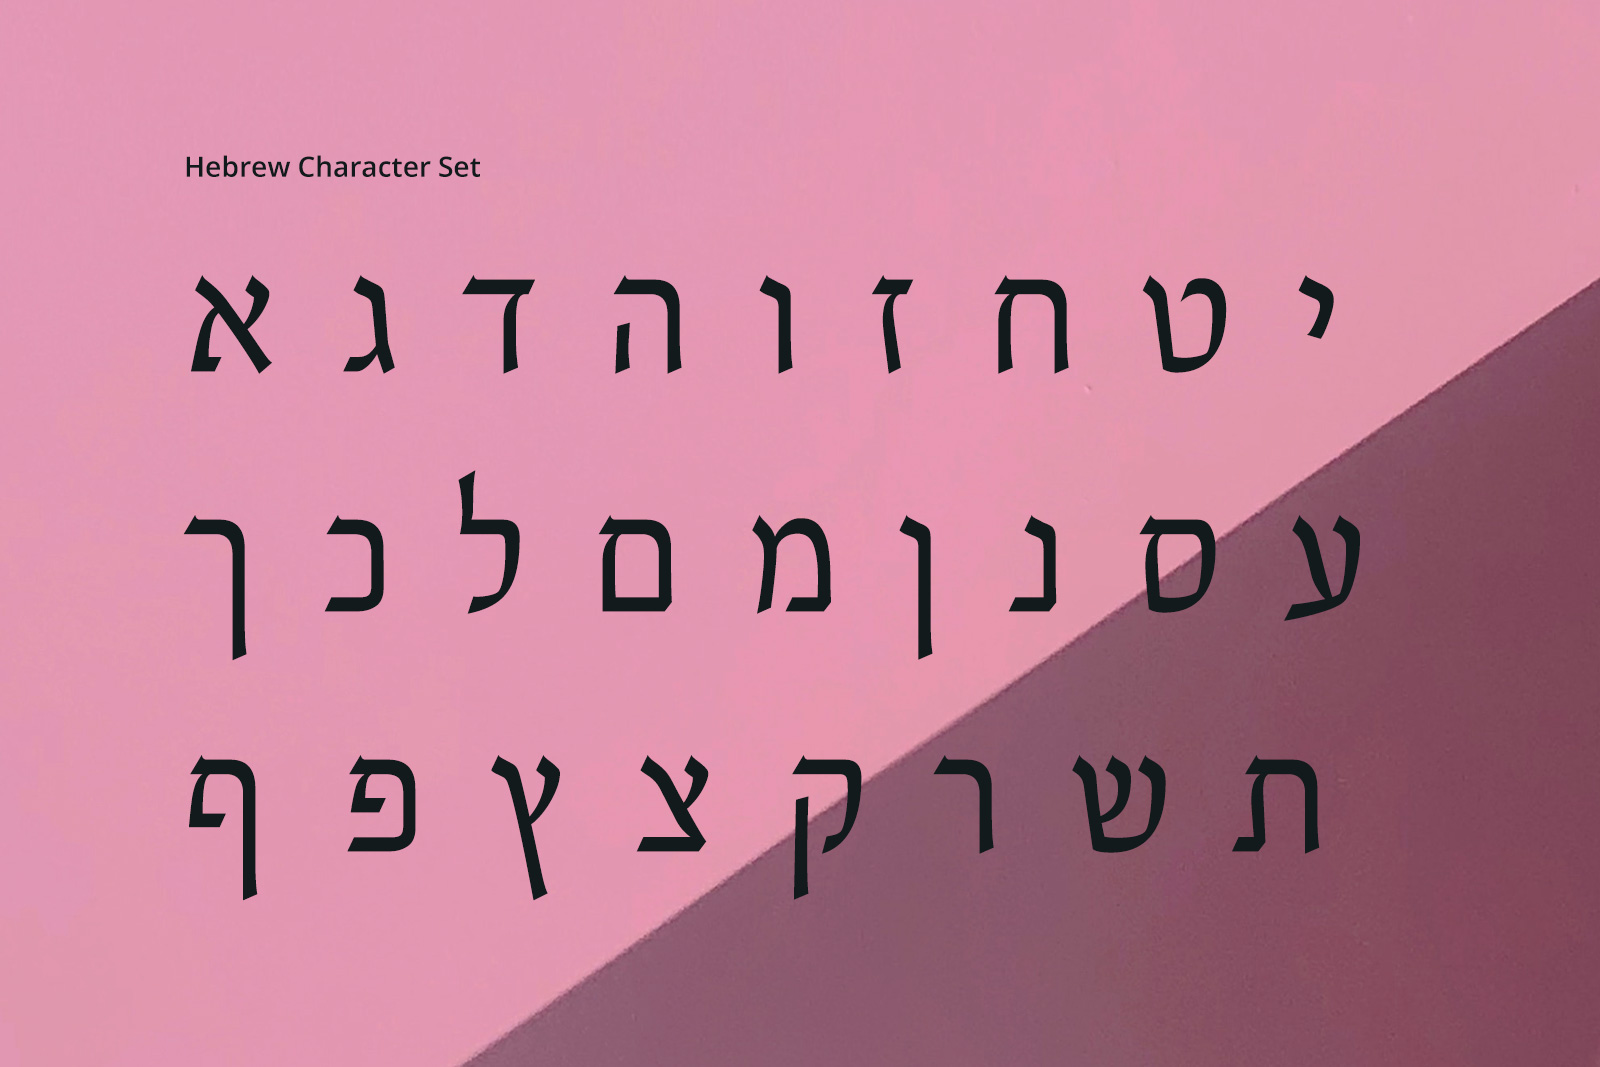 Hebrew Character Set
א ג ד ה ו ז ח ט י
ך כ ל ם מ ן נ ס ע
ף פ ץ צ ק ר ש ת